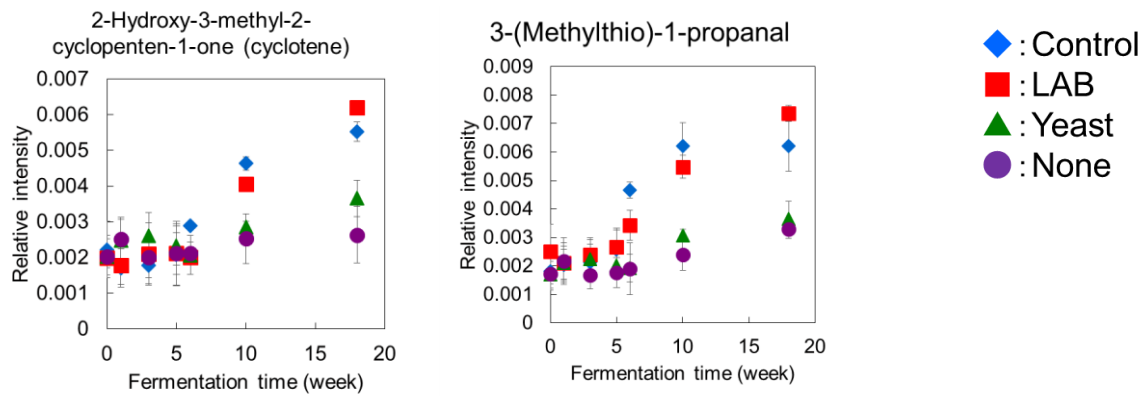 2-Hydroxy-3-methyl-2-
cyclopenten-1-one (cyclotene)
0.007
0.006
0.005
0.004
0.003
0.002
0.001
0
Relative intensity
0 5 10 15 20
Fermentation time (week)
3-(Methylthio)-1-propanal
0.009
0.008
0.007
0.006
0.005
0.004
0.003
0.002
0.001
0
Relative intensity
0 5 10 15 20
Fermentation time (week)
: Control
: LAB
: Yeast
: None